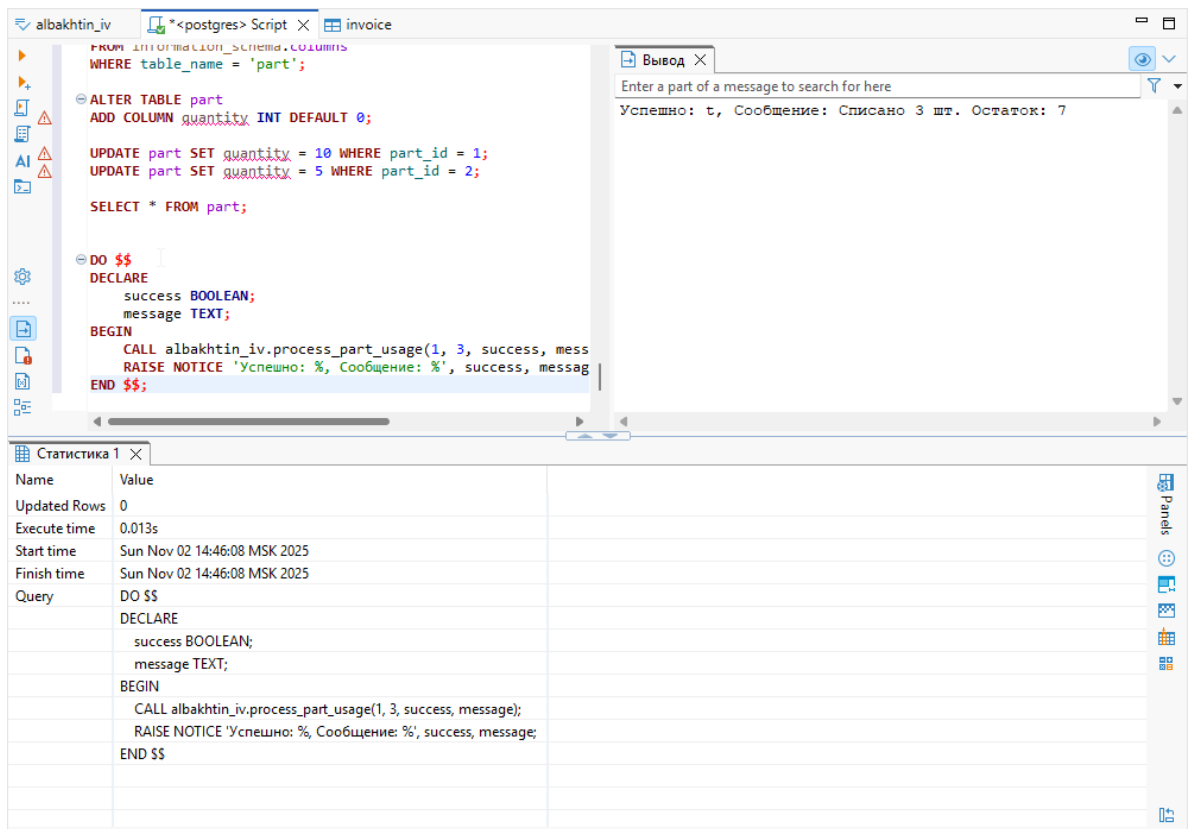 albakhtin_iv
*<postgres> Script
invoice
FROM information_schema.columns
WHERE table_name = 'part';
ALTER TABLE part
ADD COLUMN quantity INT DEFAULT 0;
UPDATE part SET quantity = 10 WHERE part_id = 1;
UPDATE part SET quantity = 5 WHERE part_id = 2;
SELECT * FROM part;
DO $$
DECLARE
success BOOLEAN;
message TEXT;
BEGIN
CALL albakhtin_iv.process_part_usage(1, 3, success, mess
RAISE NOTICE 'Успешно: %, Сообщение: %', success, messag
END $$;
AI
Вывод
Enter a part of a message to search for here
Успешно: t, Сообщение: Списано 3 шт. Остаток: 7
Статистика 1
Name Value
Updated Rows 0
Execute time 0.013s
Start time Sun Nov 02 14:46:08 MSK 2025
Finish time Sun Nov 02 14:46:08 MSK 2025
Query DO $$
DECLARE
success BOOLEAN;
message TEXT;
BEGIN
CALL albakhtin_iv.process_part_usage(1, 3, success, message);
RAISE NOTICE 'Успешно: %, Сообщение: %', success, message;
END $$
Panels